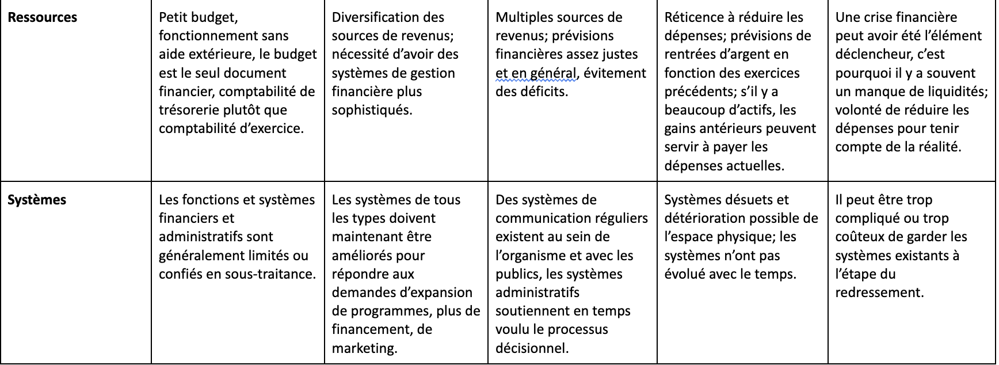 Ressources
Petit budget,
fonctionnement sans
aide extérieure, le budget
est le seul document
financier, comptabilité de
trésorerie plutôt que
comptabilité d’exercice.
Diversification des
sources de revenus;
nécessité d’avoir des
systèmes de gestion
financière plus
sophistiqués.
Multiples sources de
revenus; prévisions
financières assez justes
et en général, évitement
des déficits.
Réticence à réduire les
dépenses; prévisions de
rentrées d’argent en
fonction des exercices
précédents; s’il y a
beaucoup d’actifs, les
gains antérieurs peuvent
servir à payer les
dépenses actuelles.
Une crise financière
peut avoir été l’élément
déclencheur, c’est
pourquoi il y a souvent
un manque de liquidités;
volonté de réduire les
dépenses pour tenir
compte de la réalité.
Systèmes
Les fonctions et systèmes
financiers et
administratifs sont
généralement limités ou
confiés en sous-traitance.
Les systèmes de tous
les types doivent
maintenant être
améliorés pour
répondre aux
demandes d’expansion
de programmes, plus de
financement, de
marketing.
Des systèmes de
communication réguliers
existent au sein de
l’organisme et avec les
publics, les systèmes
administratifs
soutiennent en temps
voulu le processus
décisionnel.
Systèmes désuets et
détérioration possible de
l’espace physique; les
systèmes n’ont pas
évolué avec le temps.
Il peut être trop
compliqué ou trop
coûteux de garder les
systèmes existants à
l’étape du
redressement.